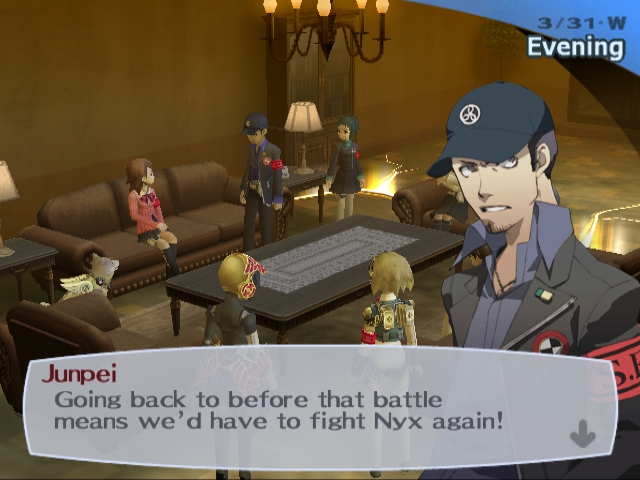 3/31·W
Evening
Junpei
Going back to before that battle
means we'd have to fight Nyx again!
S.